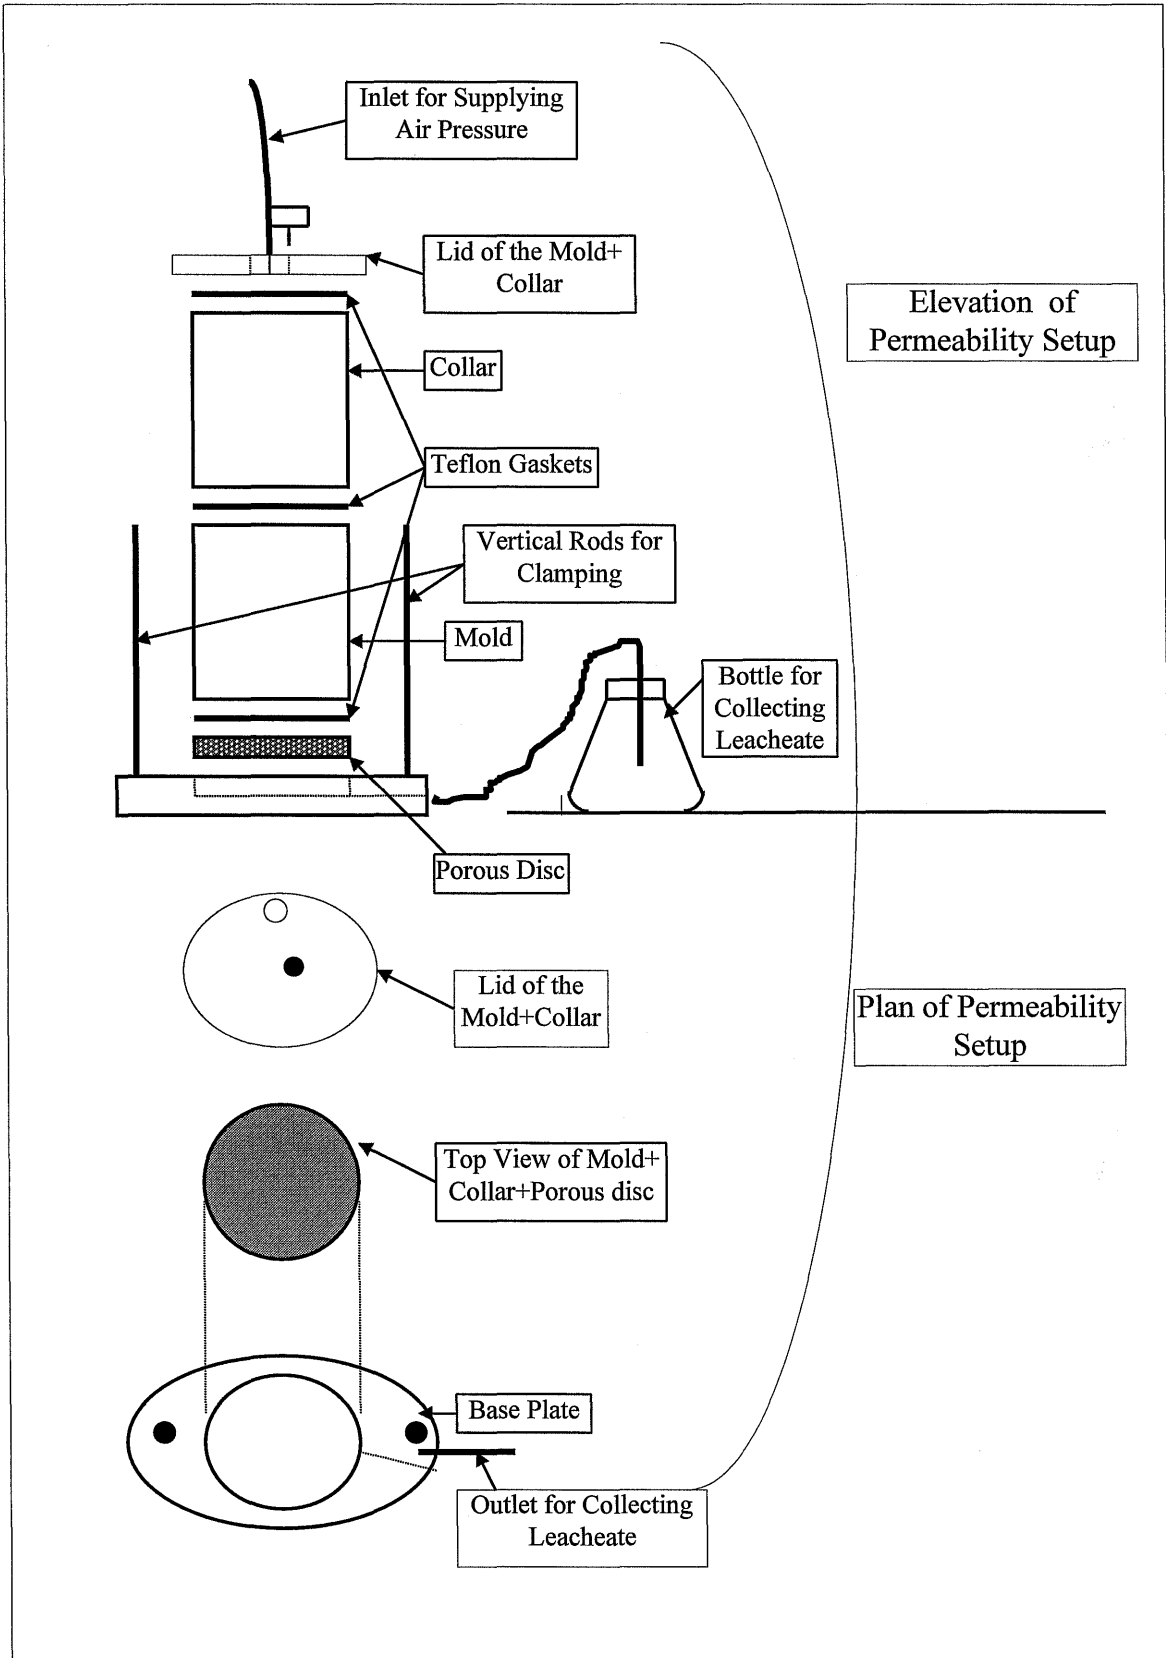 Inlet for Supplying
Air Pressure
Lid of the Mold+
Collar
Elevation of
Permeability Setup
Collar
Teflon Gaskets
Vertical Rods for
Clamping
Mold
Bottle for
Collecting
Leacheate
Porous Disc
Lid of the
Mold+Collar
Plan of Permeability
Setup
Top View of Mold+
Collar+Porous disc
Base Plate
Outlet for Collecting
Leacheate